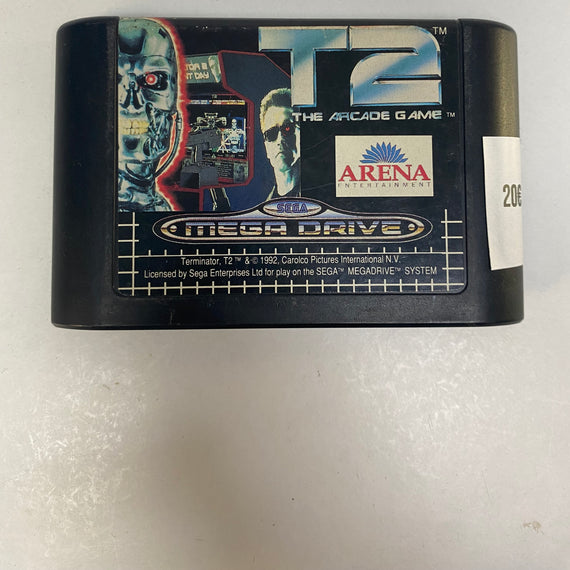 T2™
THE ARCADE GAME™
ARENA
ENTERTAINMENT
SEGA
MEGA DRIVE
Terminator, T2 ™ & © 1992, Carolco Pictures International N.V.
Licensed by Sega Enterprises Ltd for play on the SEGA™ MEGADRIVE™ SYSTEM